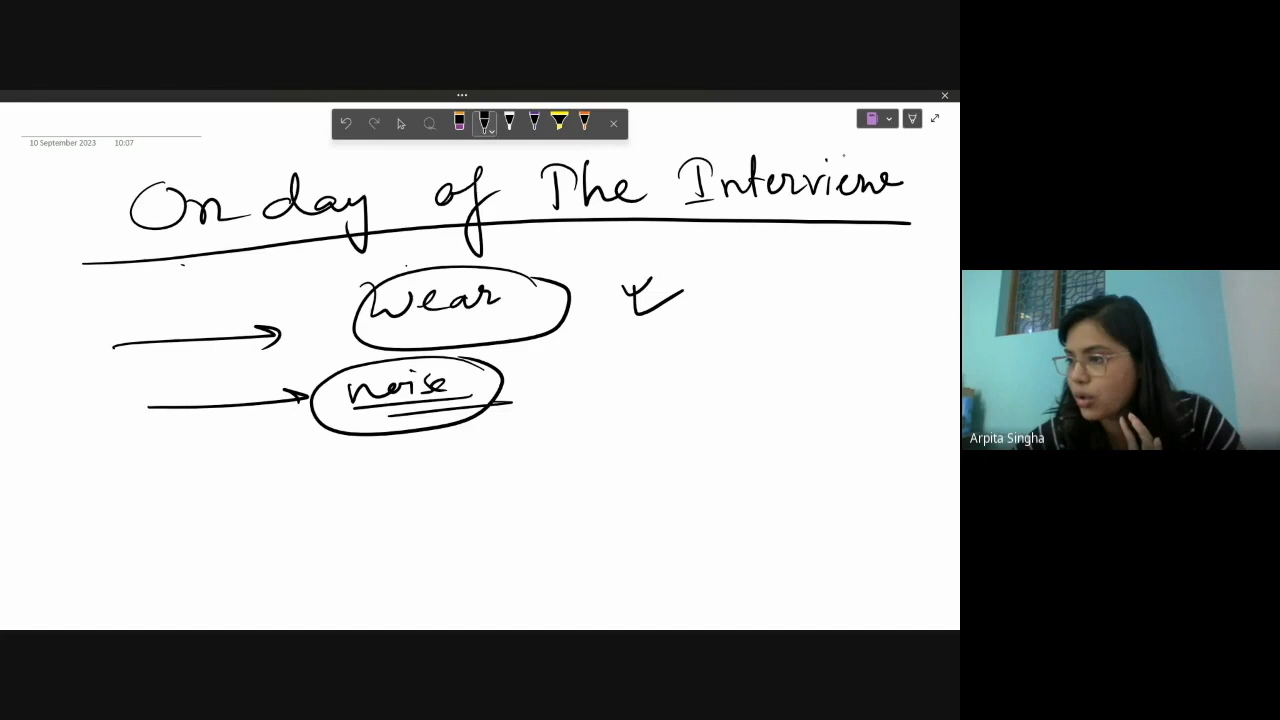 10 September 2023 10:07
On day of The Interview
Wear
noise
Arpita Singha